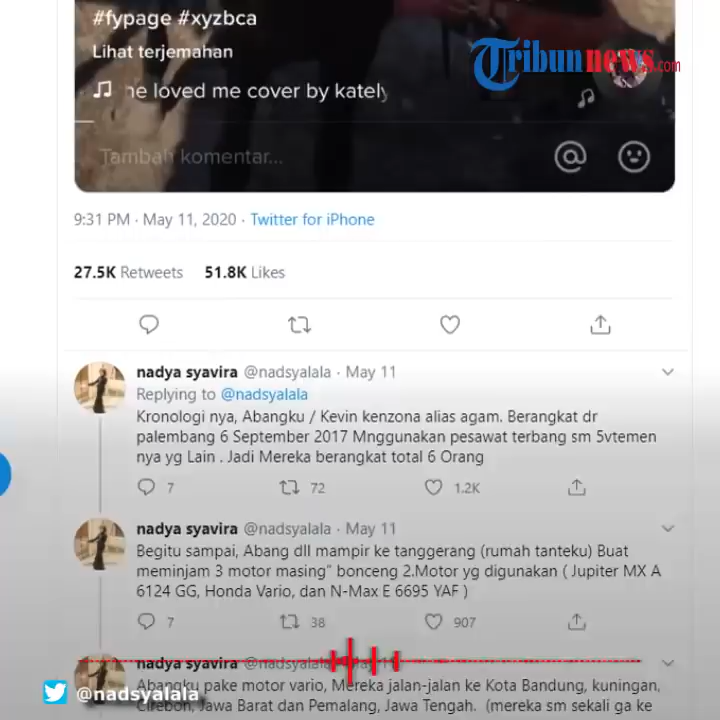 #fypage #xyzbca
Lihat terjemahan
Tribunnews.com
he loved me cover by kately
Tambah komentar...
9:31 PM · May 11, 2020 · Twitter for iPhone
27.5K Retweets 51.8K Likes
nadya syavira @nadsyalala · May 11
Replying to @nadsyalala
Kronologi nya, Abangku / Kevin kenzona alias agam. Berangkat dr
palembang 6 September 2017 Mnggunakan pesawat terbang sm 5vtemen
nya yg Lain . Jadi Mereka berangkat total 6 Orang
7 72 1.2K
nadya syavira @nadsyalala · May 11
Begitu sampai, Abang dll mampir ke tanggerang (rumah tanteku) Buat
meminjam 3 motor masing" bonceng 2.Motor yg digunakan ( Jupiter MX A
6124 GG, Honda Vario, dan N-Max E 6695 YAF )
7 38 907
nadya syavira @nadsyalala · May 11
Abangku pake motor vario, Mereka jalan-jalan ke Kota Bandung, kuningan,
Cirebon, Jawa Barat dan Pemalang, Jawa Tengah. (mereka sm sekali ga ke
@nadsyalala